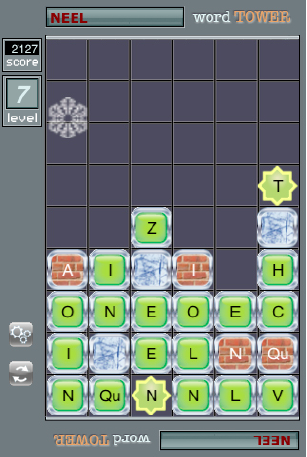 NEEL word TOWER
2127
score
7
level
T
Z
A I I H
O N E O E C
I E L N Qu
N Qu N N L V
word TOWER NEEL